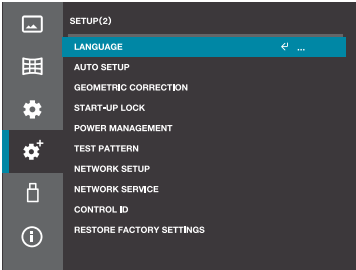 SETUP(2)
LANGUAGE ...
AUTO SETUP
GEOMETRIC CORRECTION
START-UP LOCK
POWER MANAGEMENT
TEST PATTERN
NETWORK SETUP
NETWORK SERVICE
CONTROL ID
RESTORE FACTORY SETTINGS